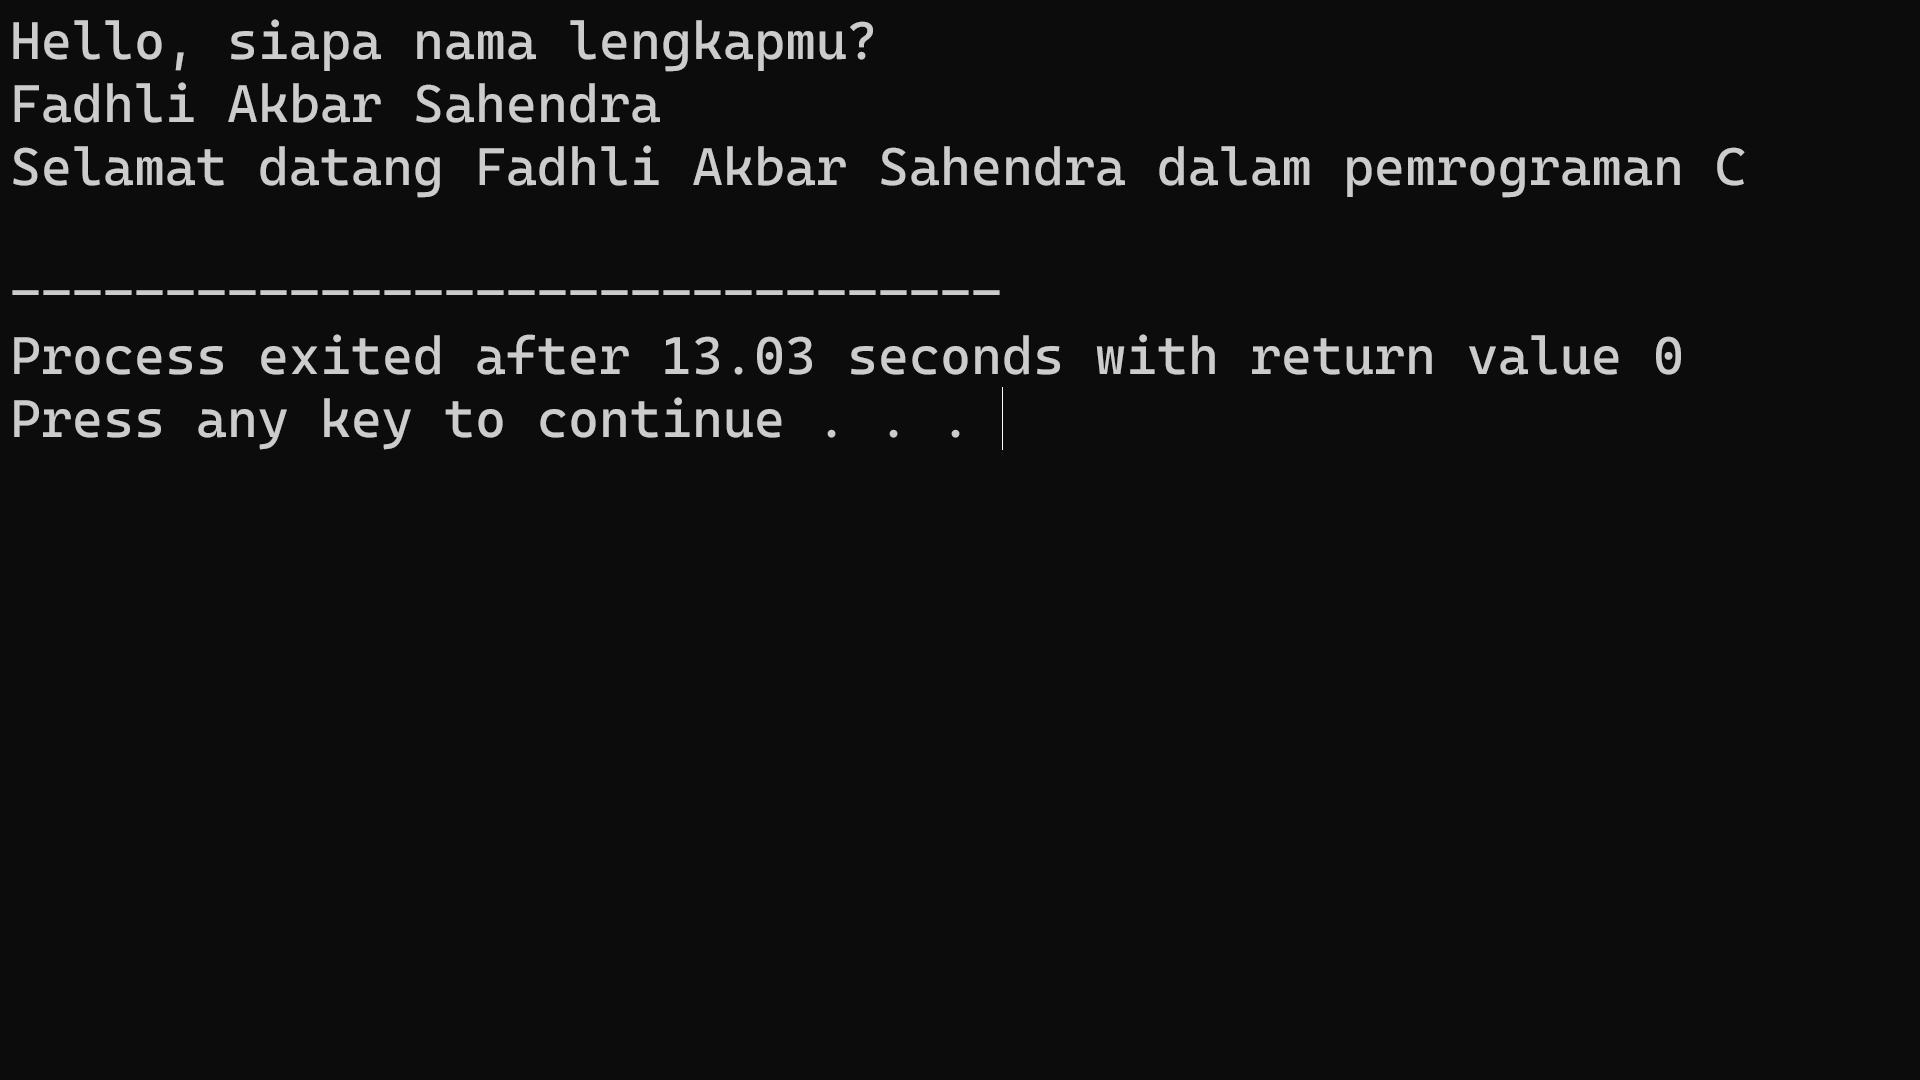 Hello, siapa nama lengkapmu?
Fadhli Akbar Sahendra
Selamat datang Fadhli Akbar Sahendra dalam pemrograman C
--------------------------------
Process exited after 13.03 seconds with return value 0
Press any key to continue . . .